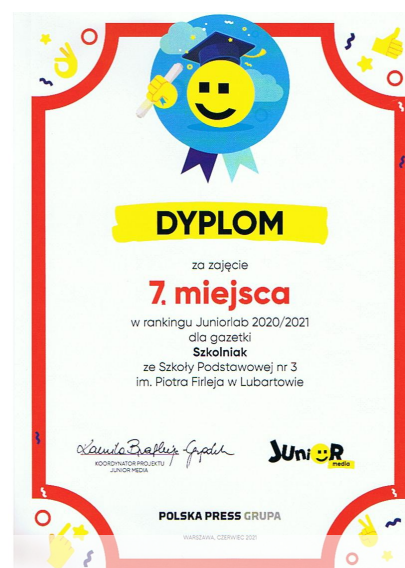 DYPLOM
za zajęcie
7. miejsca
w rankingu Juniorlab 2020/2021
dla gazetki
Szkolniak
ze Szkoły Podstawowej nr 3
im. Piotra Firleja w Lubartowie
KOORDYNATOR PROJEKTU
JUNIOR MEDIA
JUNIOR
media
POLSKA PRESS GRUPA
WARSZAWA, CZERWIEC 2021